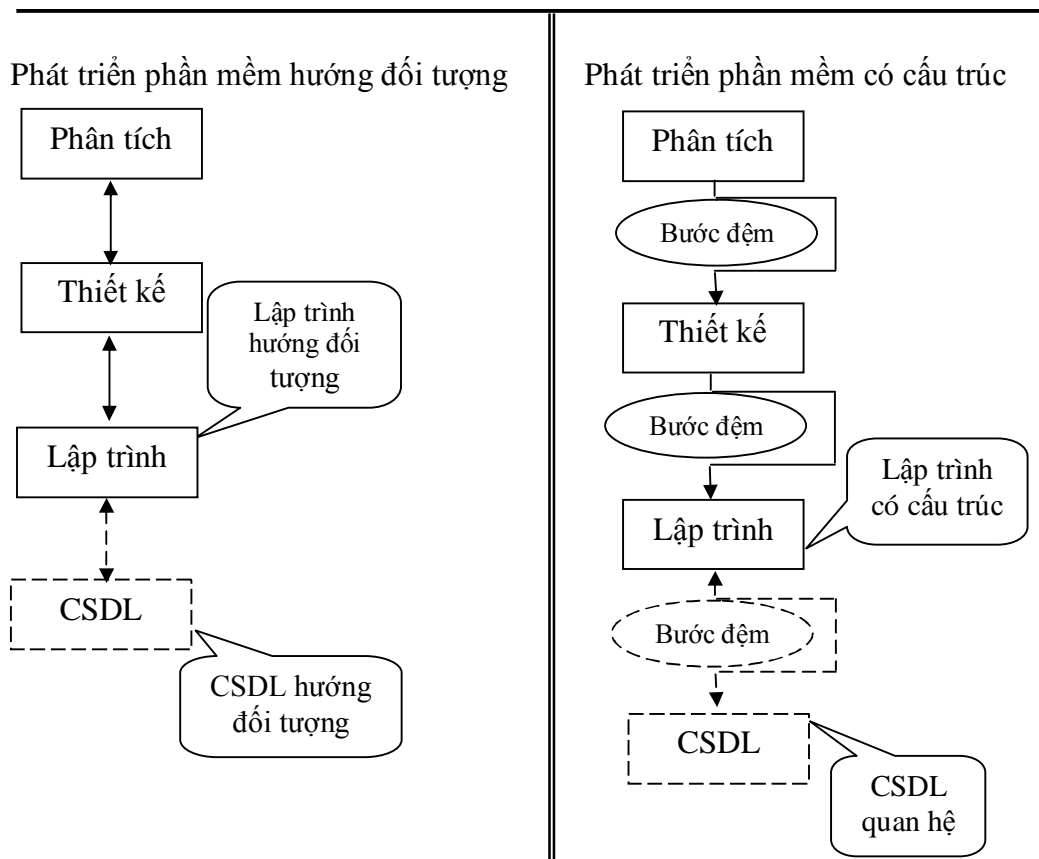 Phát triển phần mềm hướng đối tượng
Phân tích
Thiết kế
Lập trình
hướng đối
tượng
Lập trình
CSDL
CSDL hướng
đối tượng
Phát triển phần mềm có cấu trúc
Phân tích
Bước đệm
Thiết kế
Bước đệm
Lập trình
có cấu trúc
Lập trình
Bước đệm
CSDL
CSDL
quan hệ